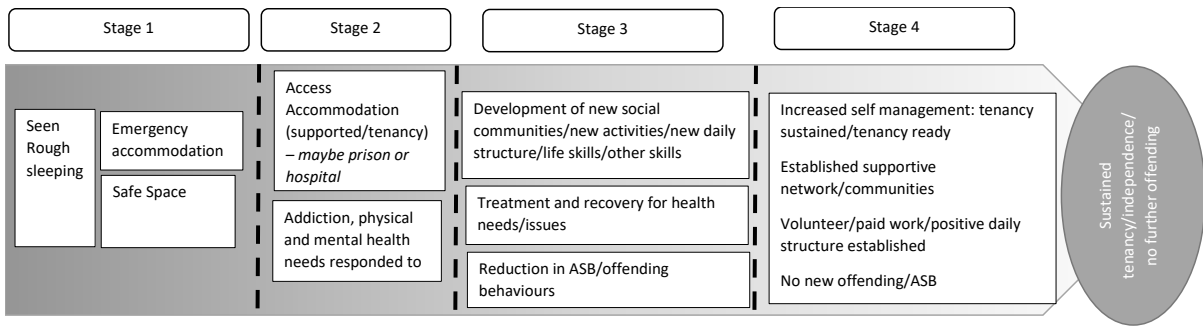 Stage 1
Stage 2
Stage 3
Stage 4
Seen
Rough
sleeping
Emergency
accommodation
Safe Space
Access
Accommodation
(supported/tenancy)
– maybe prison or
hospital
Addiction, physical
and mental health
needs responded to
Development of new social
communities/new activities/new daily
structure/life skills/other skills
Treatment and recovery for health
needs/issues
Reduction in ASB/offending
behaviours
Increased self management: tenancy
sustained/tenancy ready
Established supportive
network/communities
Volunteer/paid work/positive daily
structure established
No new offending/ASB
Sustained
tenancy/independence/
no further offending